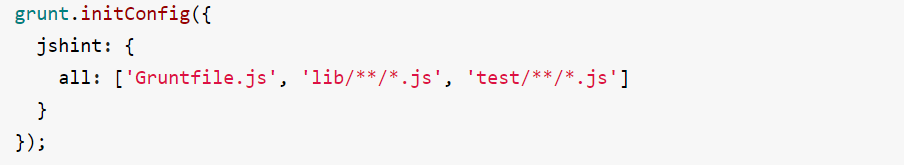 grunt.initConfig({
  jshint: {
    all: ['Gruntfile.js', 'lib/**/*.js', 'test/**/*.js']
  }
});